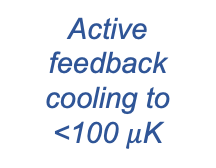 Active
feedback
cooling to
<100 μK